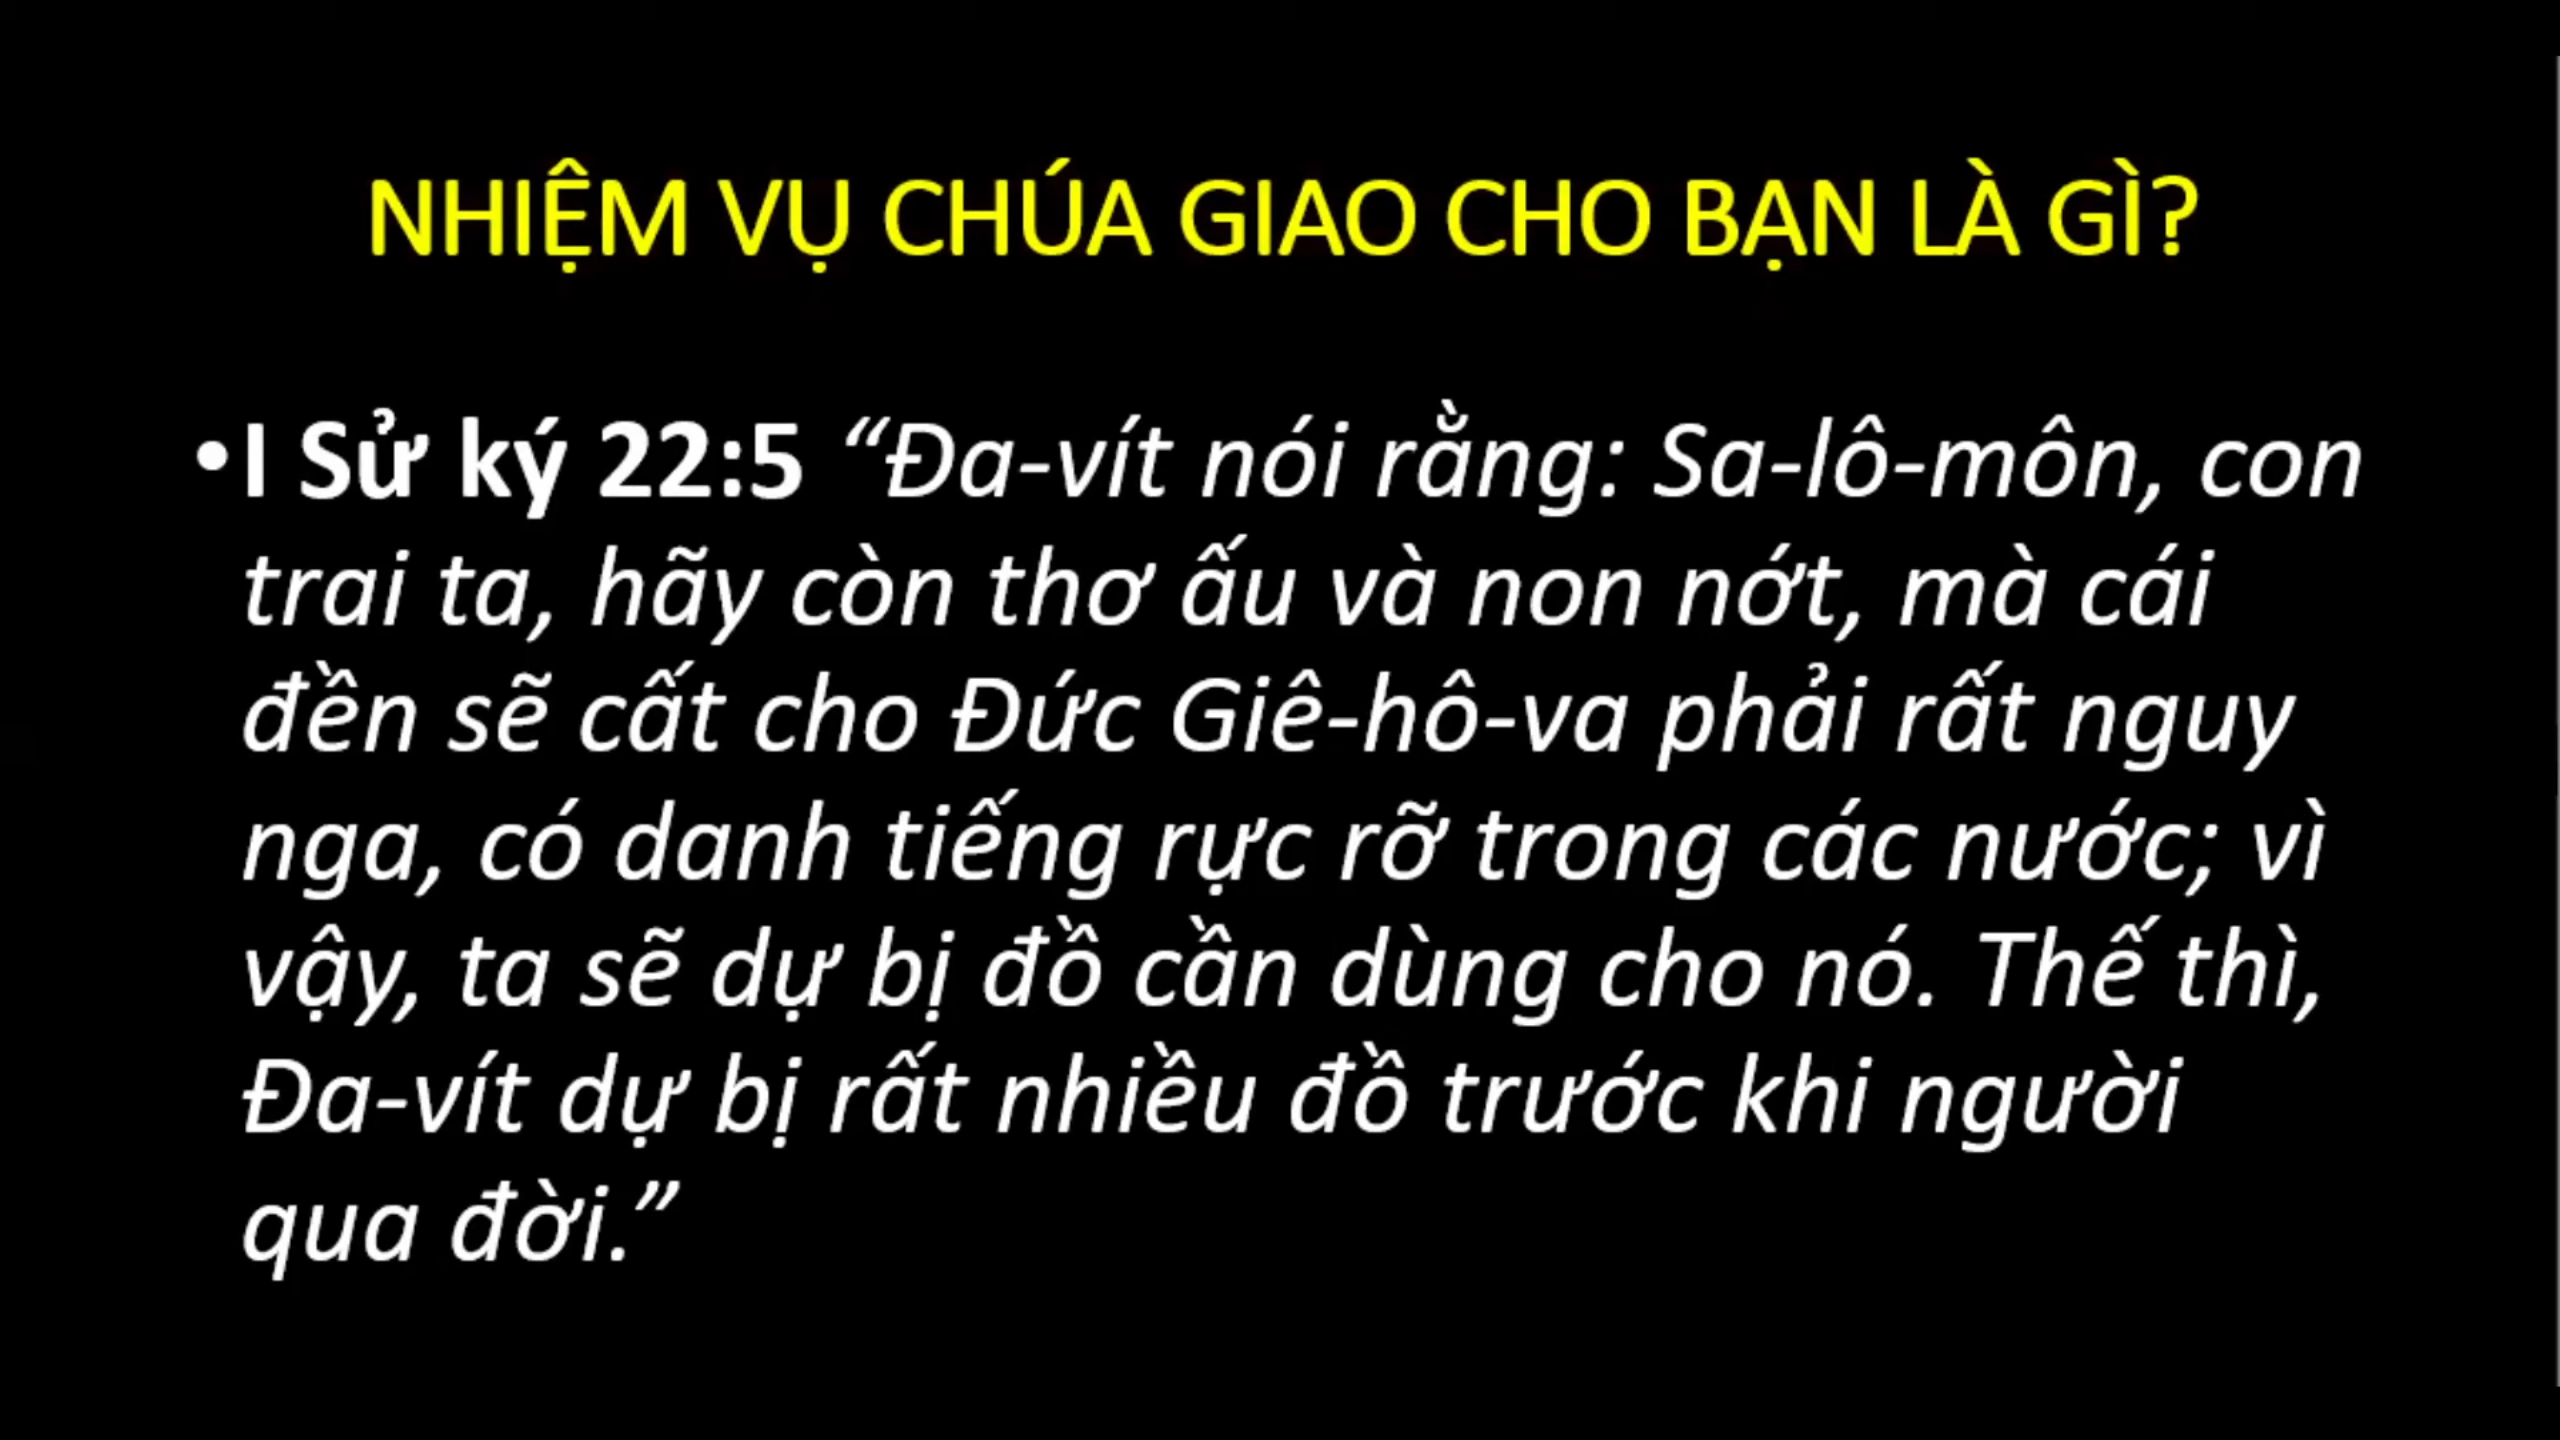 NHIỆM VỤ CHÚA GIAO CHO BẠN LÀ GÌ?
•I Sử ký 22:5 “Đa-vít nói rằng: Sa-lô-môn, con
trai ta, hãy còn thơ ấu và non nớt, mà cái
đền sẽ cất cho Đức Giê-hô-va phải rất nguy
nga, có danh tiếng rực rỡ trong các nước; vì
vậy, ta sẽ dự bị đồ cần dùng cho nó. Thế thì,
Đa-vít dự bị rất nhiều đồ trước khi người
qua đời.”